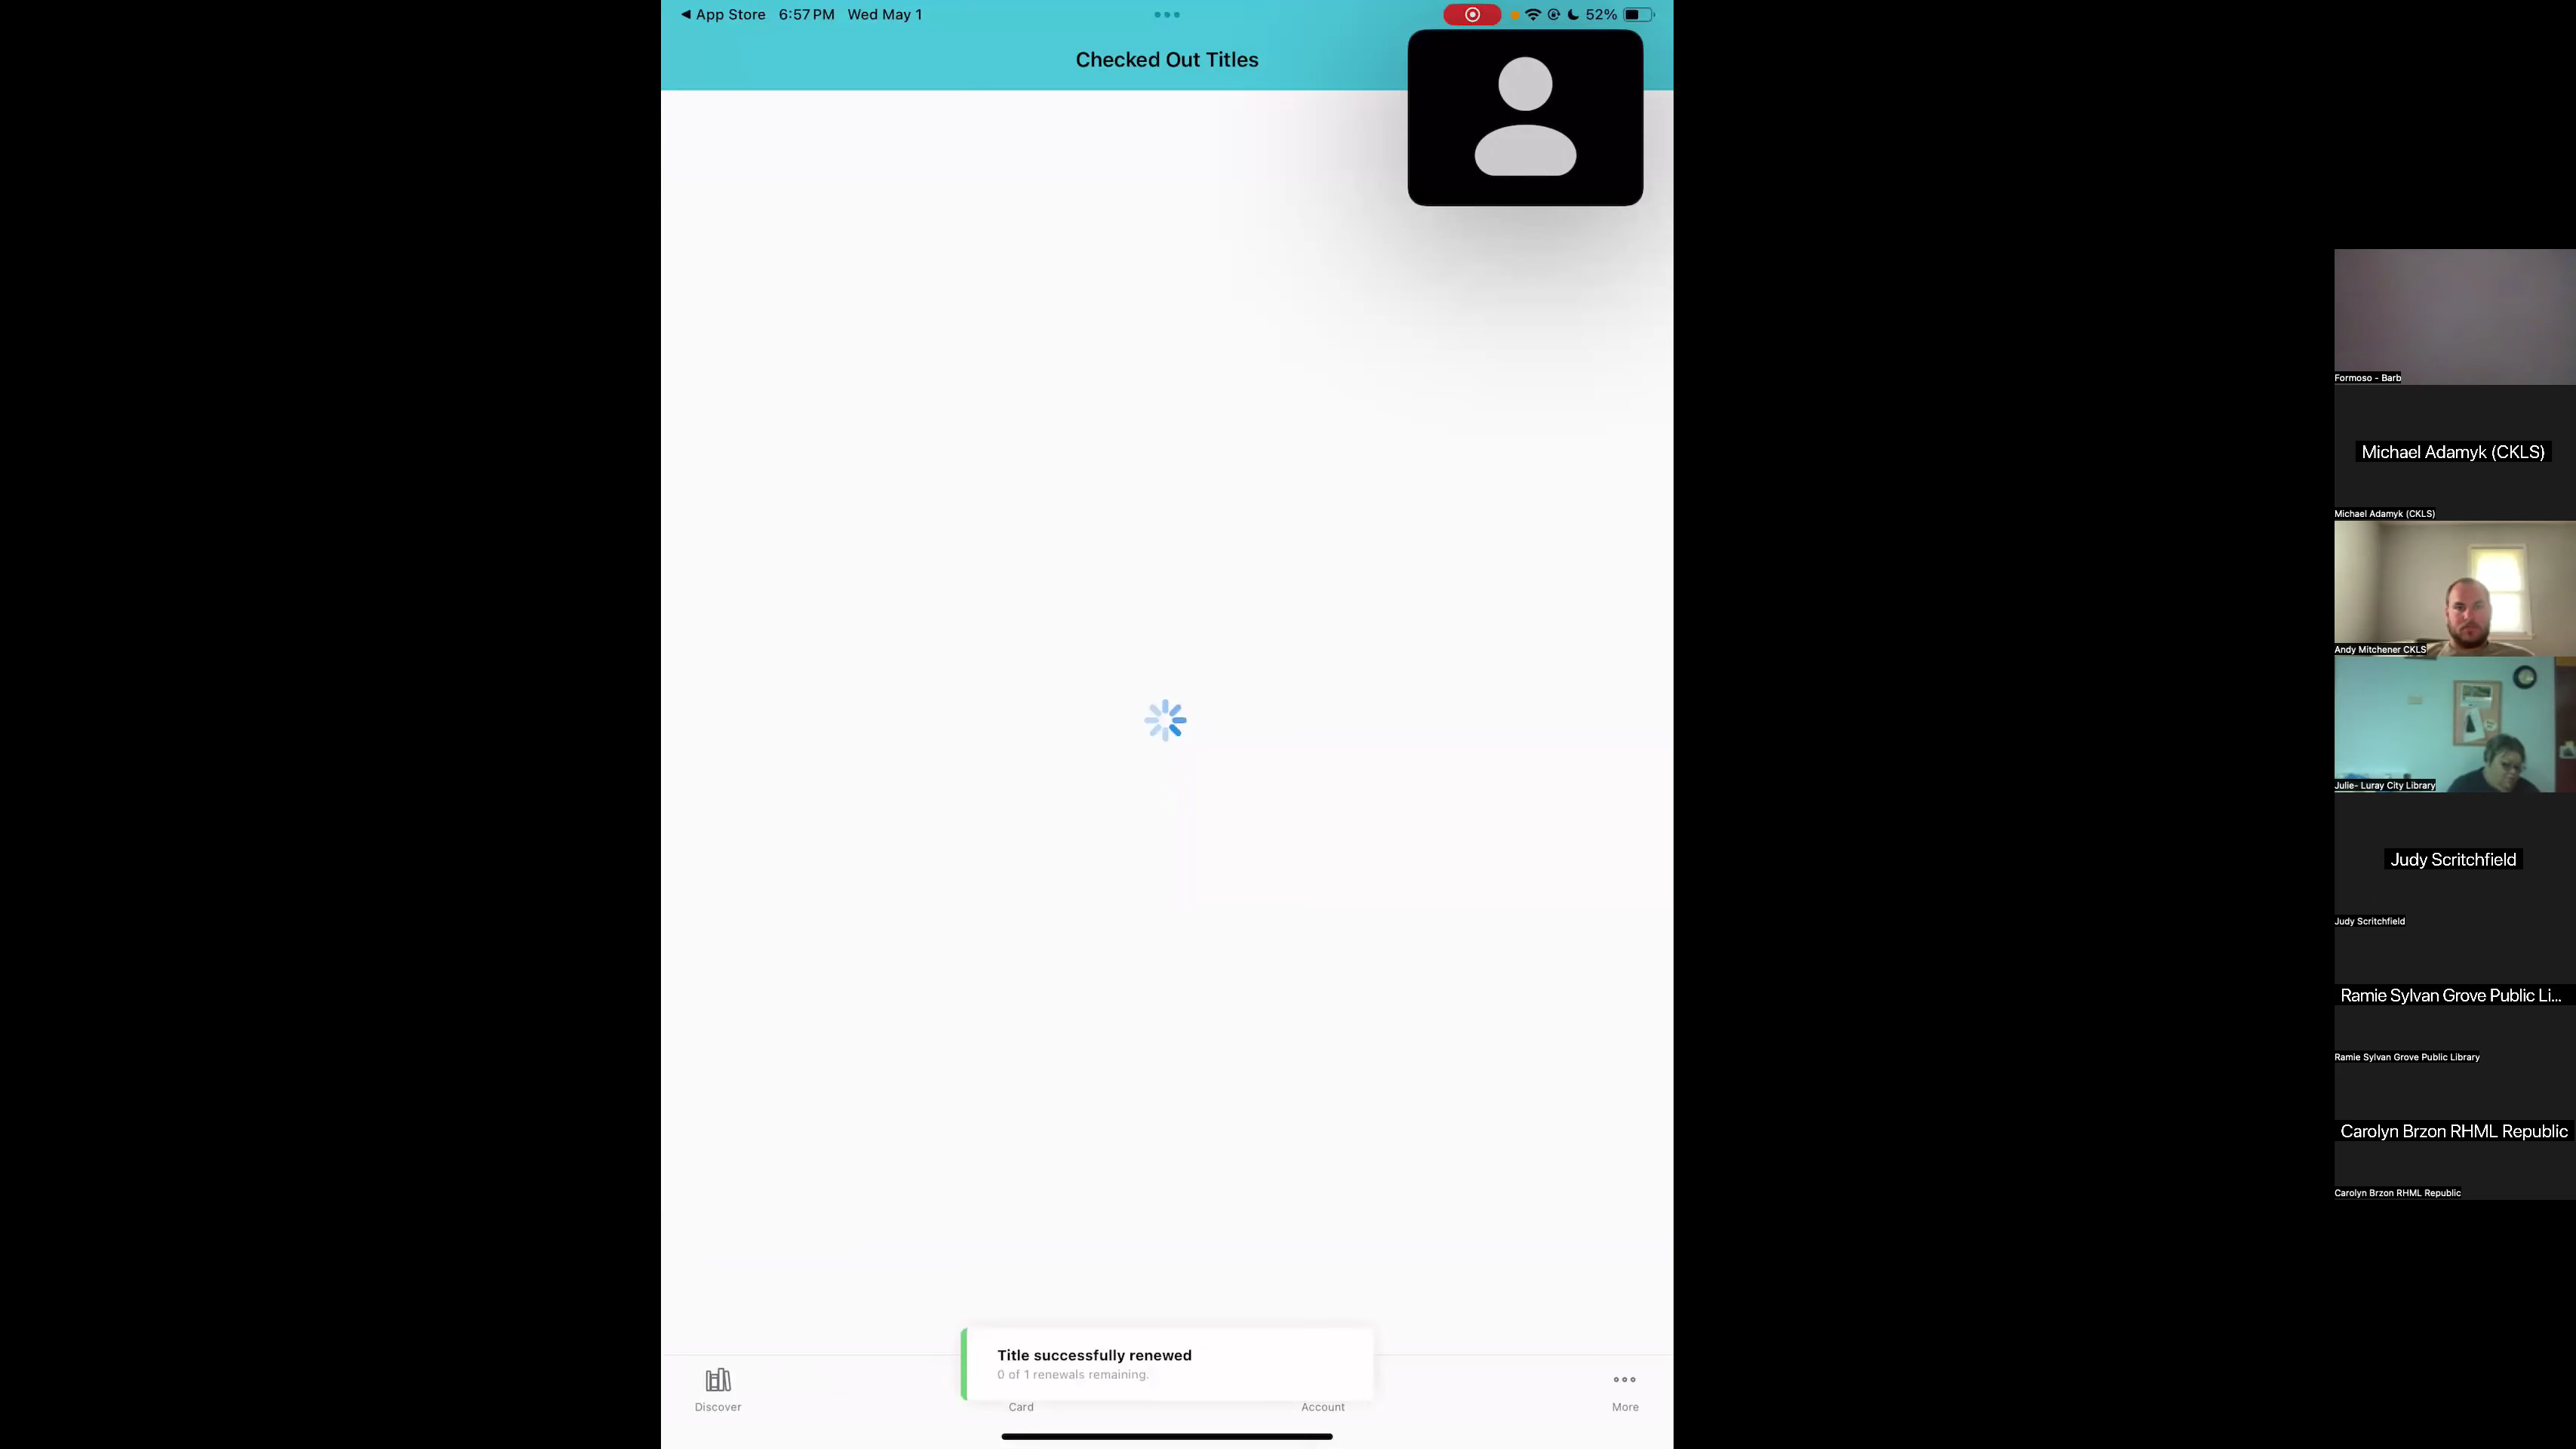 App Store 6:57 PM Wed May 1
52%
Checked Out Titles
Title successfully renewed
0 of 1 renewals remaining.
Discover
Card
Account
More
Formoso - Barb
Michael Adamyk (CKLS)
Michael Adamyk (CKLS)
Andy Mitchener CKLS
Julie- Luray City Library
Judy Scritchfield
Judy Scritchfield
Ramie Sylvan Grove Public Li...
Ramie Sylvan Grove Public Library
Carolyn Brzon RHML Republic
Carolyn Brzon RHML Republic